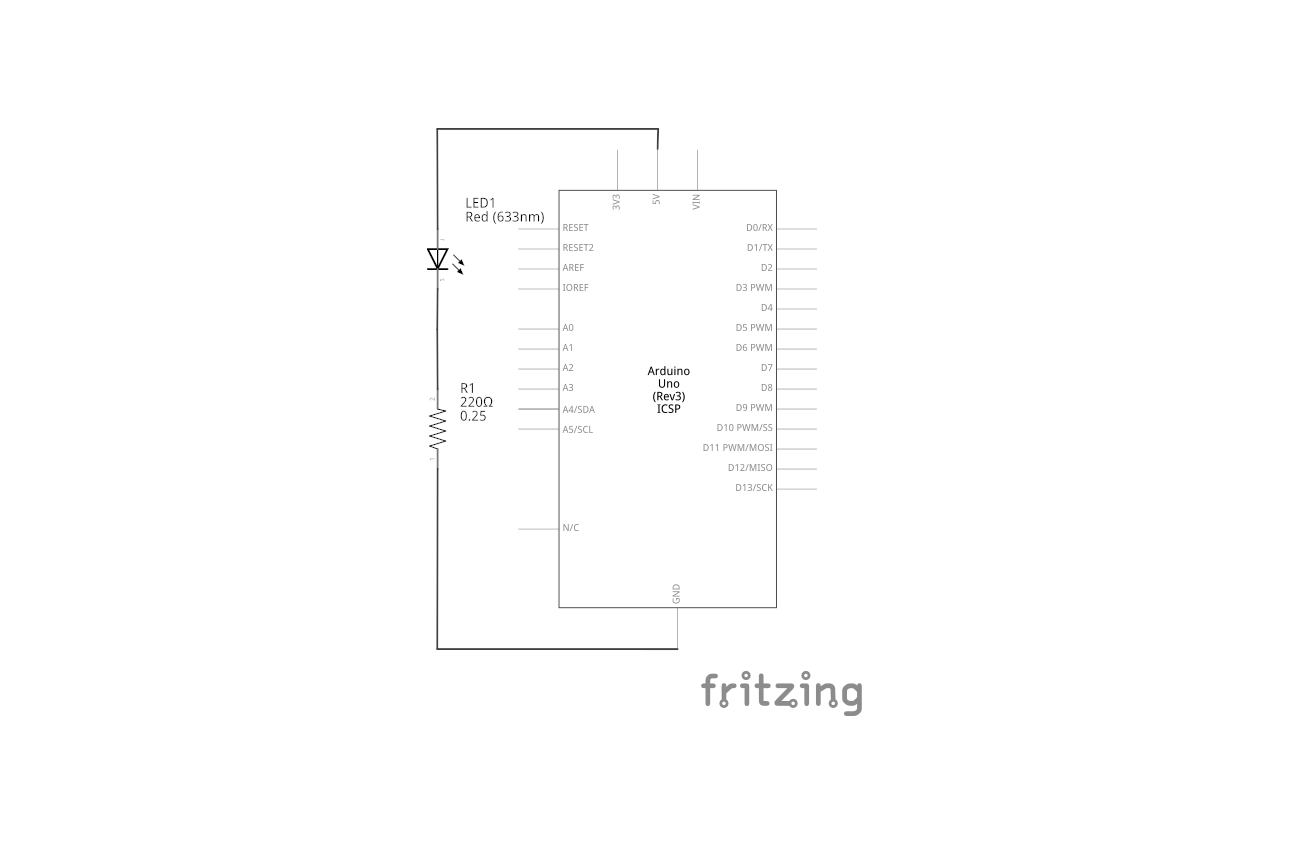 LED1
Red (633nm)
3V3
5V
VIN
RESET
RESET2
AREF
IOREF
A0
A1
A2
A3
A4/SDA
A5/SCL
N/C
D0/RX
D1/TX
D2
D3 PWM
D4
D5 PWM
D6 PWM
D7
D8
D9 PWM
D10 PWM/SS
D11 PWM/MOSI
D12/MISO
D13/SCK
Arduino
Uno
(Rev3)
ICSP
R1
220Ω
0.25
2
1
GND
fritzing